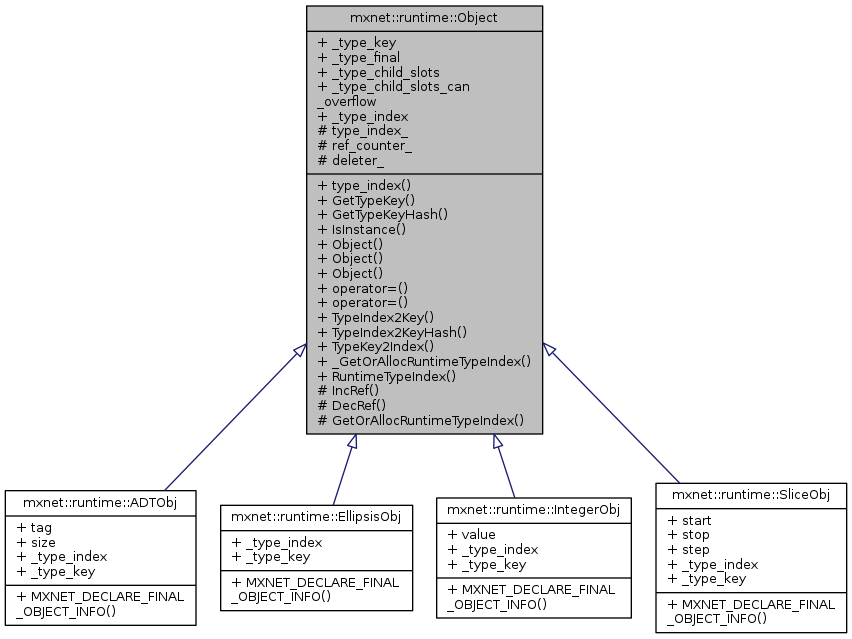 mxnet::runtime::Object
+ _type_key
+ _type_final
+ _type_child_slots
+ _type_child_slots_can
_overflow
+ _type_index
# type_index_
# ref_counter_
# deleter_
+ type_index()
+ GetTypeKey()
+ GetTypeKeyHash()
+ IsInstance()
+ Object()
+ Object()
+ Object()
+ operator=()
+ operator=()
+ TypeIndex2Key()
+ TypeIndex2KeyHash()
+ TypeKey2Index()
+ _GetOrAllocRuntimeTypeIndex()
+ RuntimeTypeIndex()
# IncRef()
# DecRef()
# GetOrAllocRuntimeTypeIndex()
mxnet::runtime::ADTObj
+ tag
+ size
+ _type_index
+ _type_key
+ MXNET_DECLARE_FINAL
_OBJECT_INFO()
mxnet::runtime::EllipsisObj
+ _type_index
+ _type_key
+ MXNET_DECLARE_FINAL
_OBJECT_INFO()
mxnet::runtime::IntegerObj
+ value
+ _type_index
+ _type_key
+ MXNET_DECLARE_FINAL
_OBJECT_INFO()
mxnet::runtime::SliceObj
+ start
+ stop
+ step
+ _type_index
+ _type_key
+ MXNET_DECLARE_FINAL
_OBJECT_INFO()